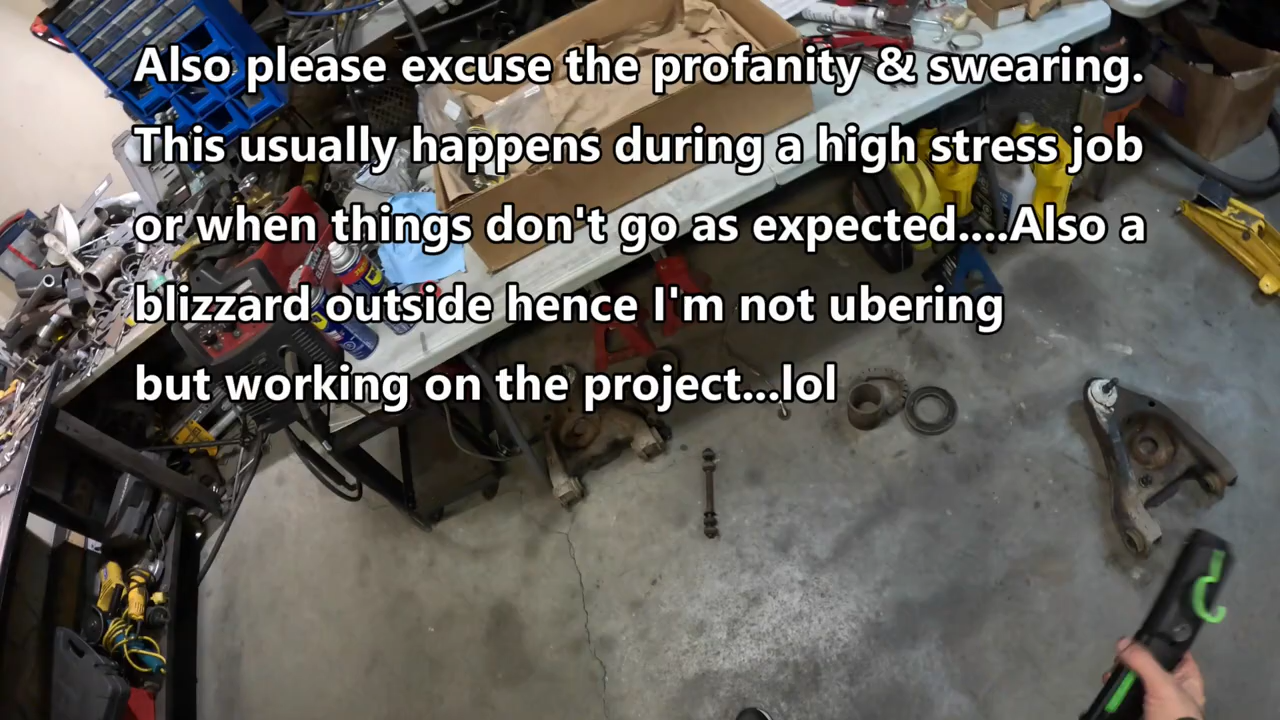 Also please excuse the profanity & swearing.
This usually happens during a high stress job
or when things don't go as expected....Also a
blizzard outside hence I'm not ubering
but working on the project...lol